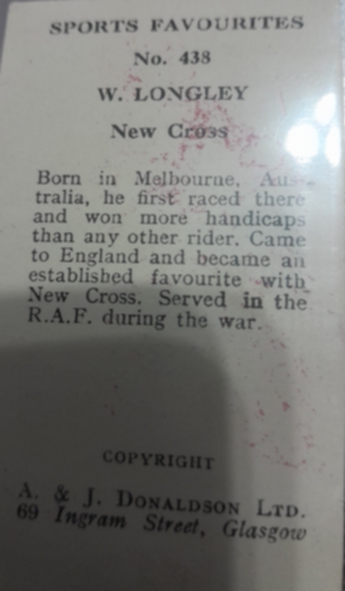 SPORTS FAVOURITES
No. 438
W. LONGLEY
New Cross
Born in Melbourne, Aus-
tralia, he first raced there
and won more handicaps
than any other rider. Came
to England and became an
established favourite with
New Cross. Served in the
R.A.F. during the war.
COPYRIGHT
A. & J. DONALDSON LTD.
69 Ingram Street, Glasgow